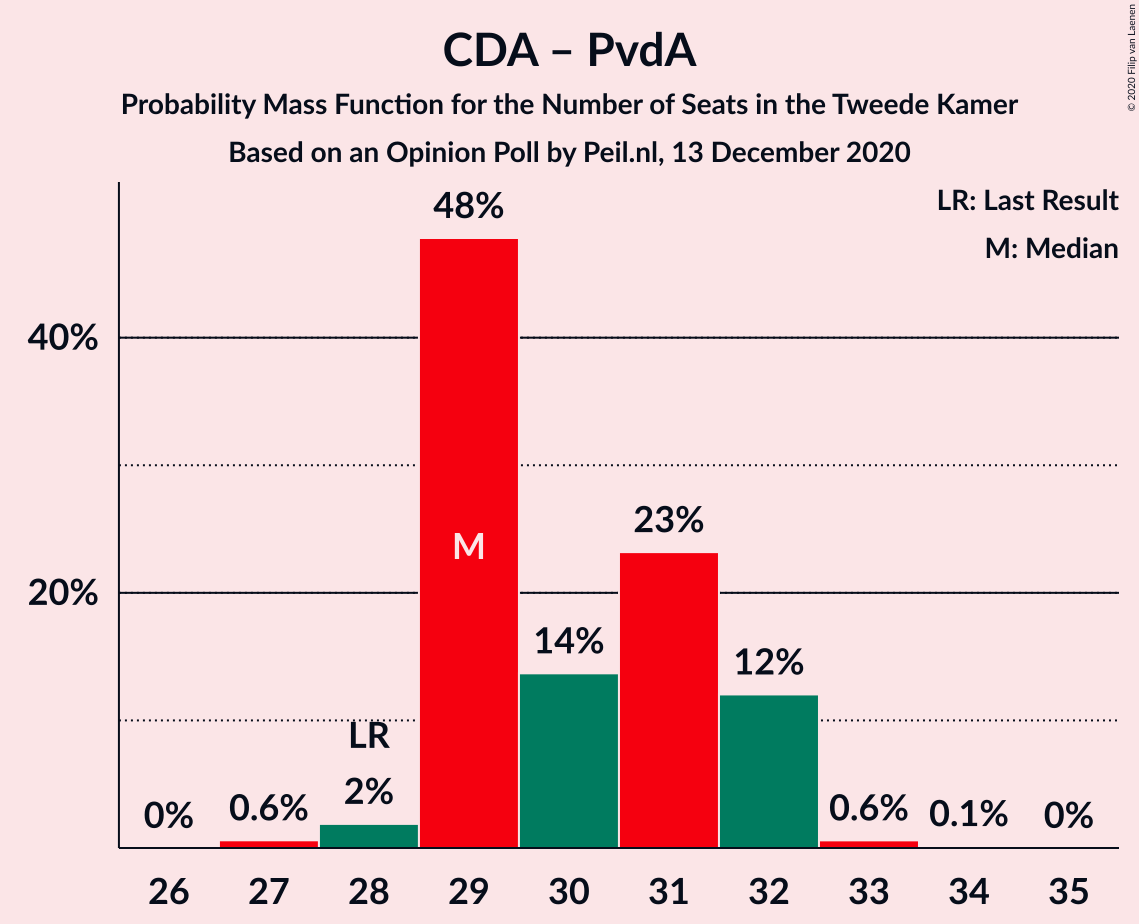 CDA – PvdA
Probability Mass Function for the Number of Seats in the Tweede Kamer
Based on an Opinion Poll by Peil.nl, 13 December 2020
© 2020 Filip van Laenen
LR: Last Result
M: Median
40%
20%
0%
0.6%
LR
2%
48%
M
14%
23%
12%
0.6%
0.1%
0%
26 27 28 29 30 31 32 33 34 35